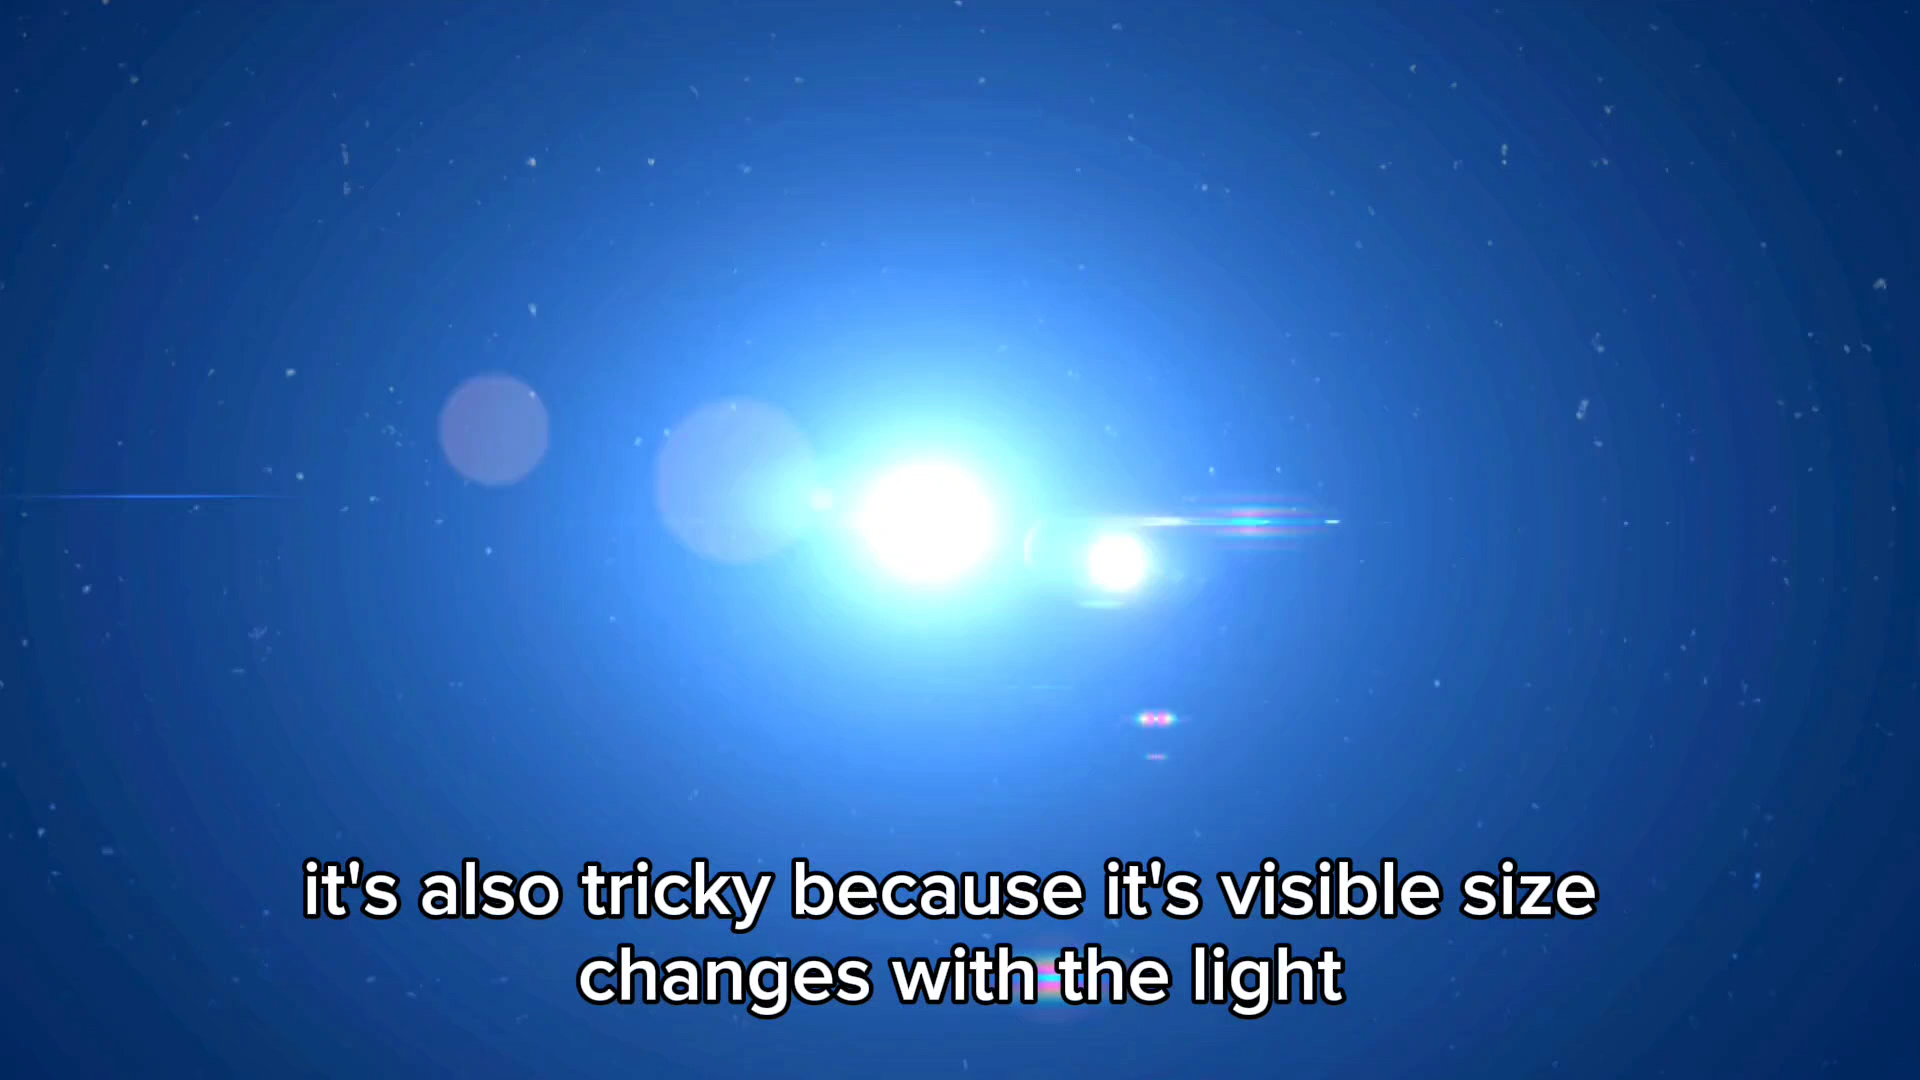 it's also tricky because it's visible size
changes with the light